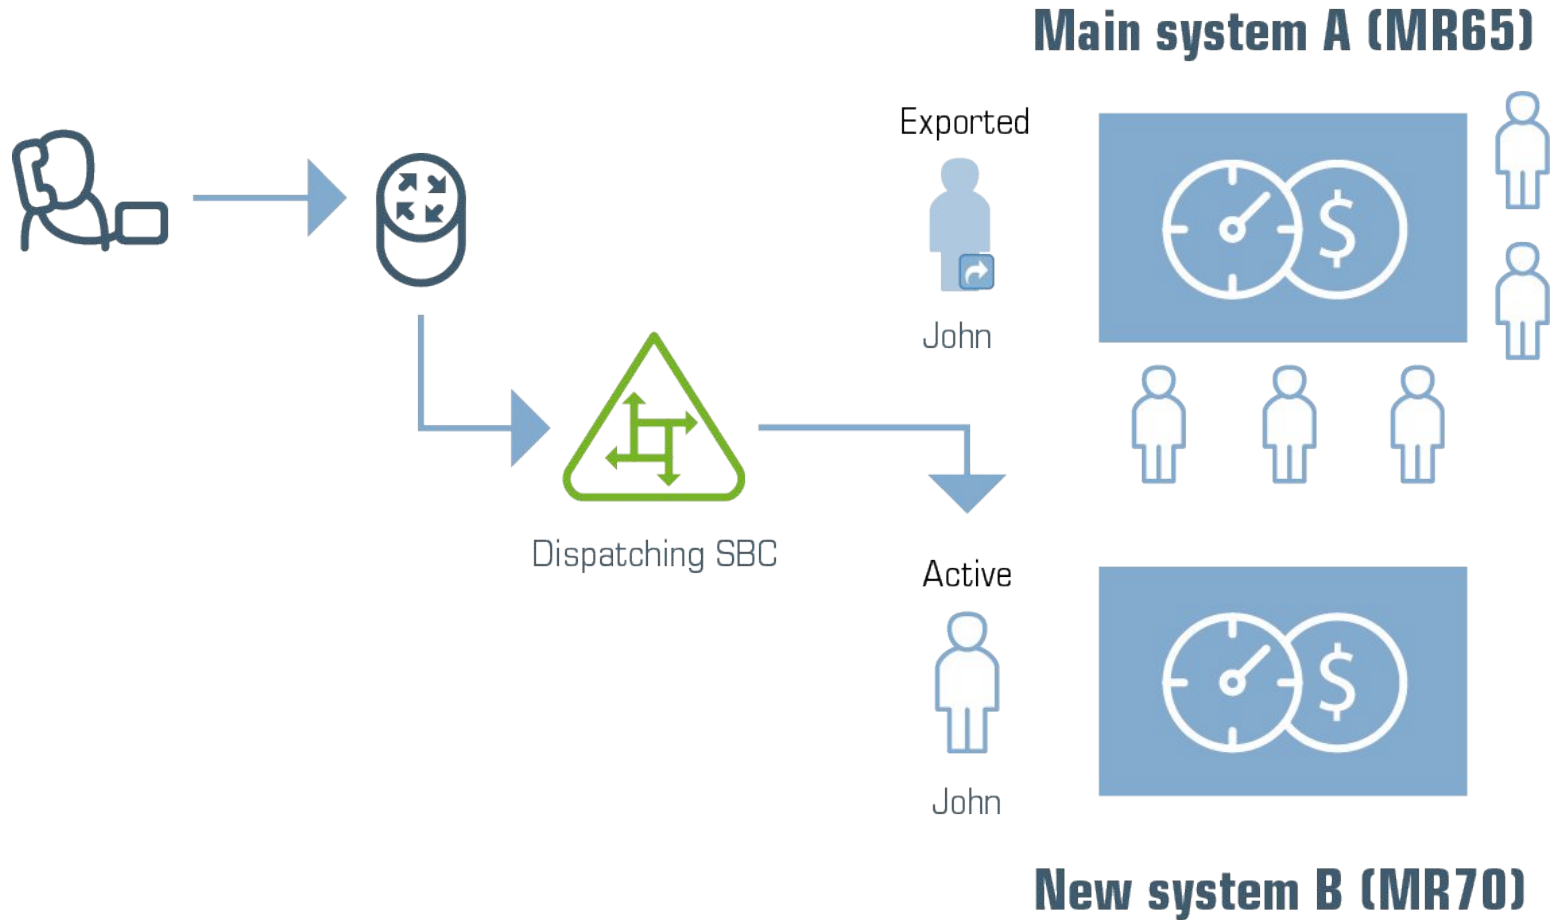 Main system A (MR65)
Exported
$
John
Dispatching SBC
Active
$
John
New system B (MR70)